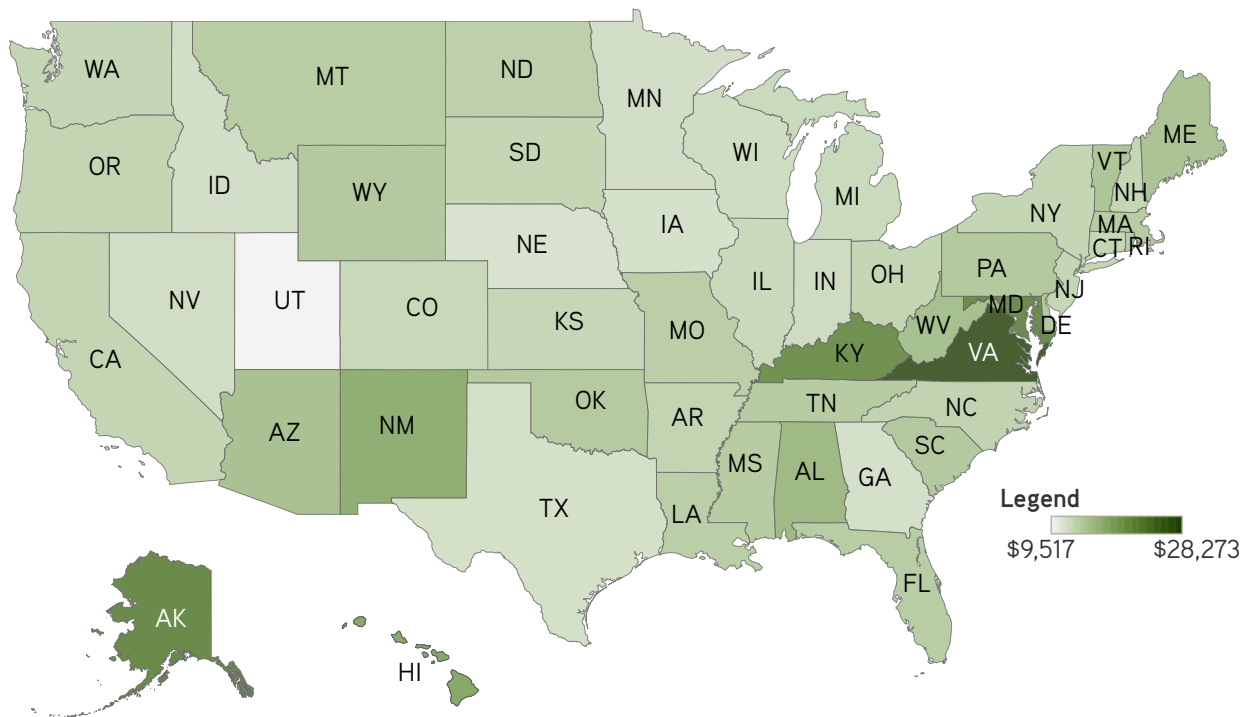 WA
MT
ND
MN
OR
ID
WY
SD
WI
MI
NY
VT
ME
NH
MA
CT
RI
NV
UT
CO
NE
IA
KS
IL
IN
OH
PA
NJ
MO
MD
DE
WV
VA
KY
CA
AZ
NM
OK
AR
TN
NC
SC
MS
AL
GA
TX
LA
FL
AK
HI
Legend
$9,517
$28,273